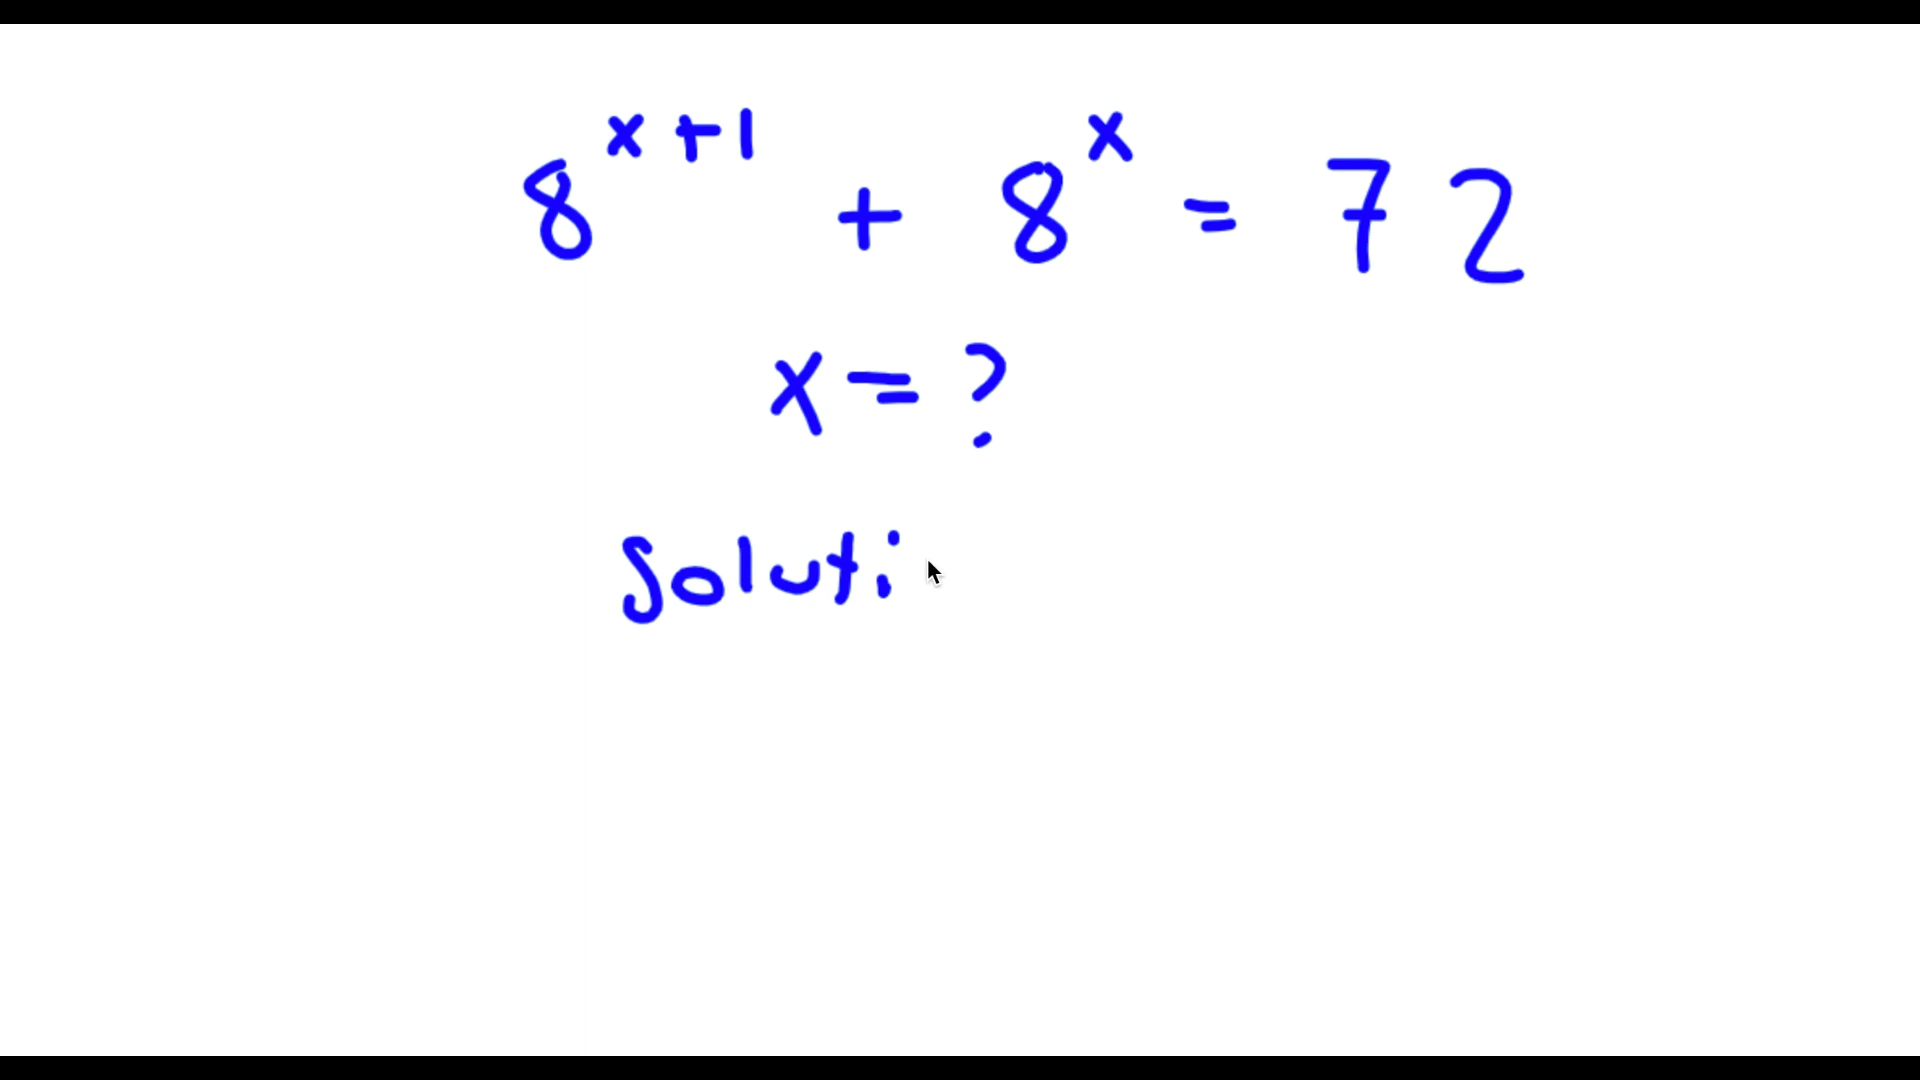 8^{x+1} + 8^x = 72
x = ?
Soluti